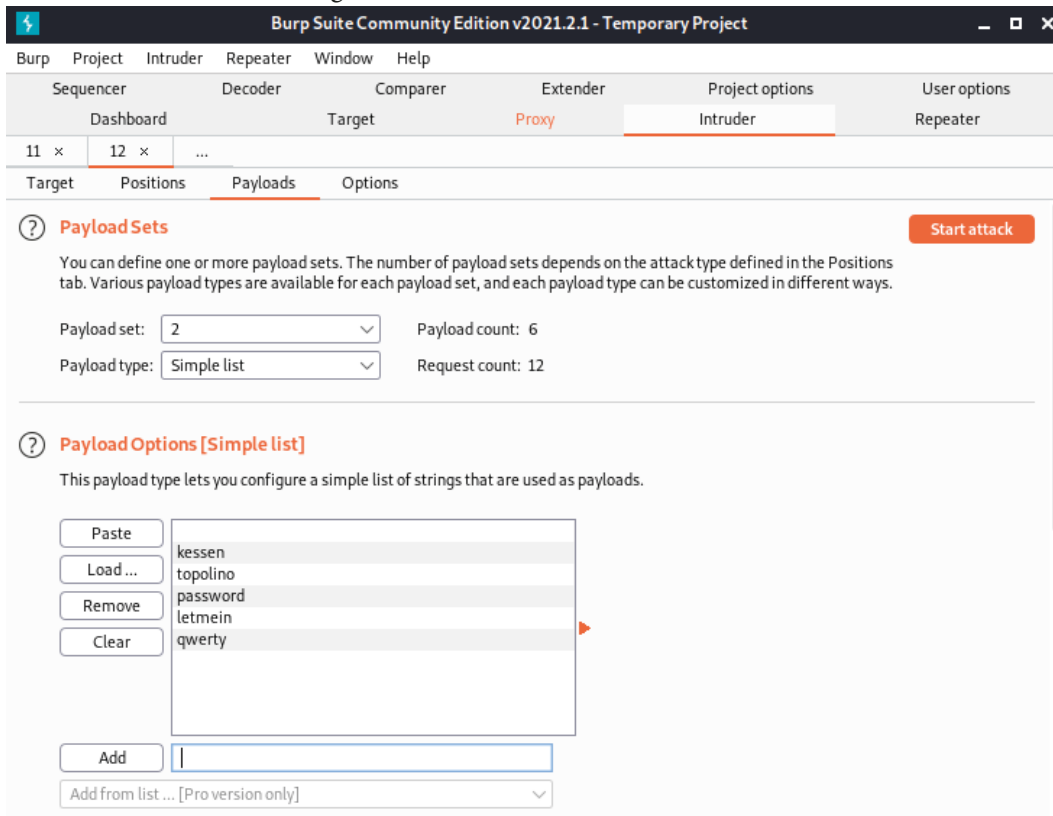 Burp Suite Community Edition v2021.2.1 - Temporary Project
Burp Project Intruder Repeater Window Help
Sequencer Decoder Comparer Extender Project options User options
Dashboard Target Proxy Intruder Repeater
11 × 12 × ...
Target Positions Payloads Options
? Payload Sets Start attack
You can define one or more payload sets. The number of payload sets depends on the attack type defined in the Positions
tab. Various payload types are available for each payload set, and each payload type can be customized in different ways.
Payload set: 2 Payload count: 6
Payload type: Simple list Request count: 12
? Payload Options [Simple list]
This payload type lets you configure a simple list of strings that are used as payloads.
Paste
Load ...
Remove
Clear
kessen
topolino
password
letmein
qwerty
Add
Add from list ... [Pro version only]